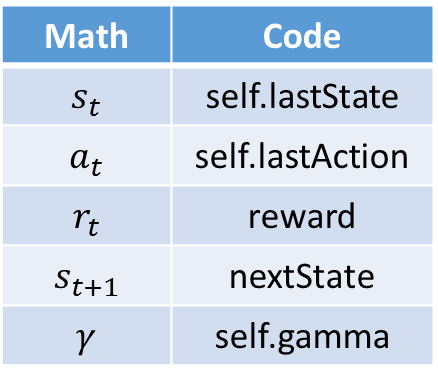 Math Code
s_t self.lastState
a_t self.lastAction
r_t reward
s_{t+1} nextState
γ self.gamma